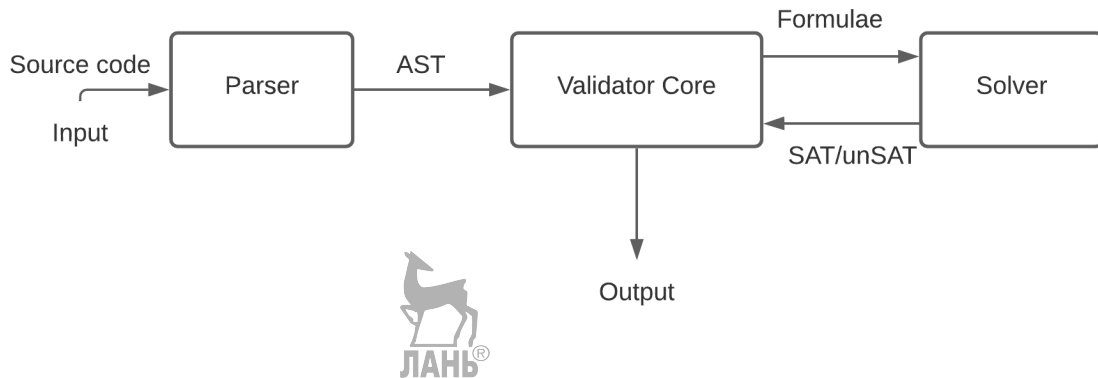 Source code
Input
Parser
AST
Validator Core
Formulae
SAT/unSAT
Solver
Output
ЛАНЬ®